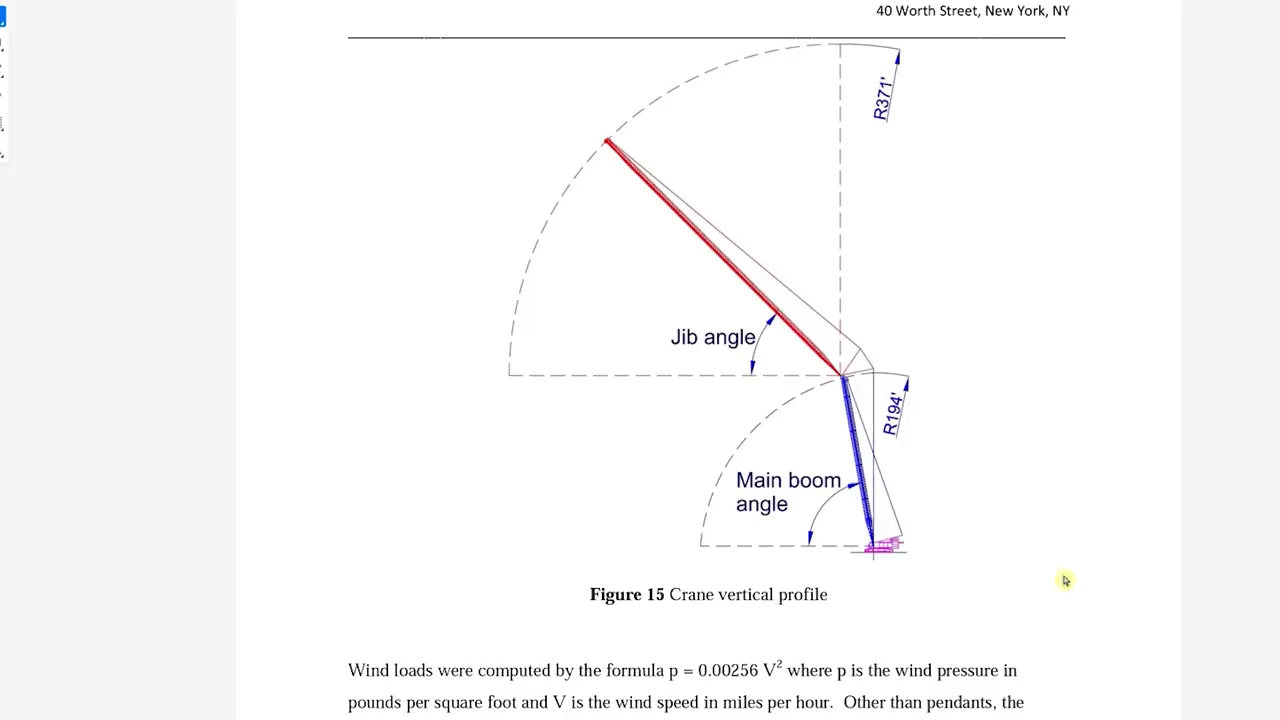 40 Worth Street, New York, NY
R371'
Jib angle
R194'
Main boom
angle
Figure 15 Crane vertical profile
Wind loads were computed by the formula p = 0.00256 V² where p is the wind pressure in
pounds per square foot and V is the wind speed in miles per hour.  Other than pendants, the